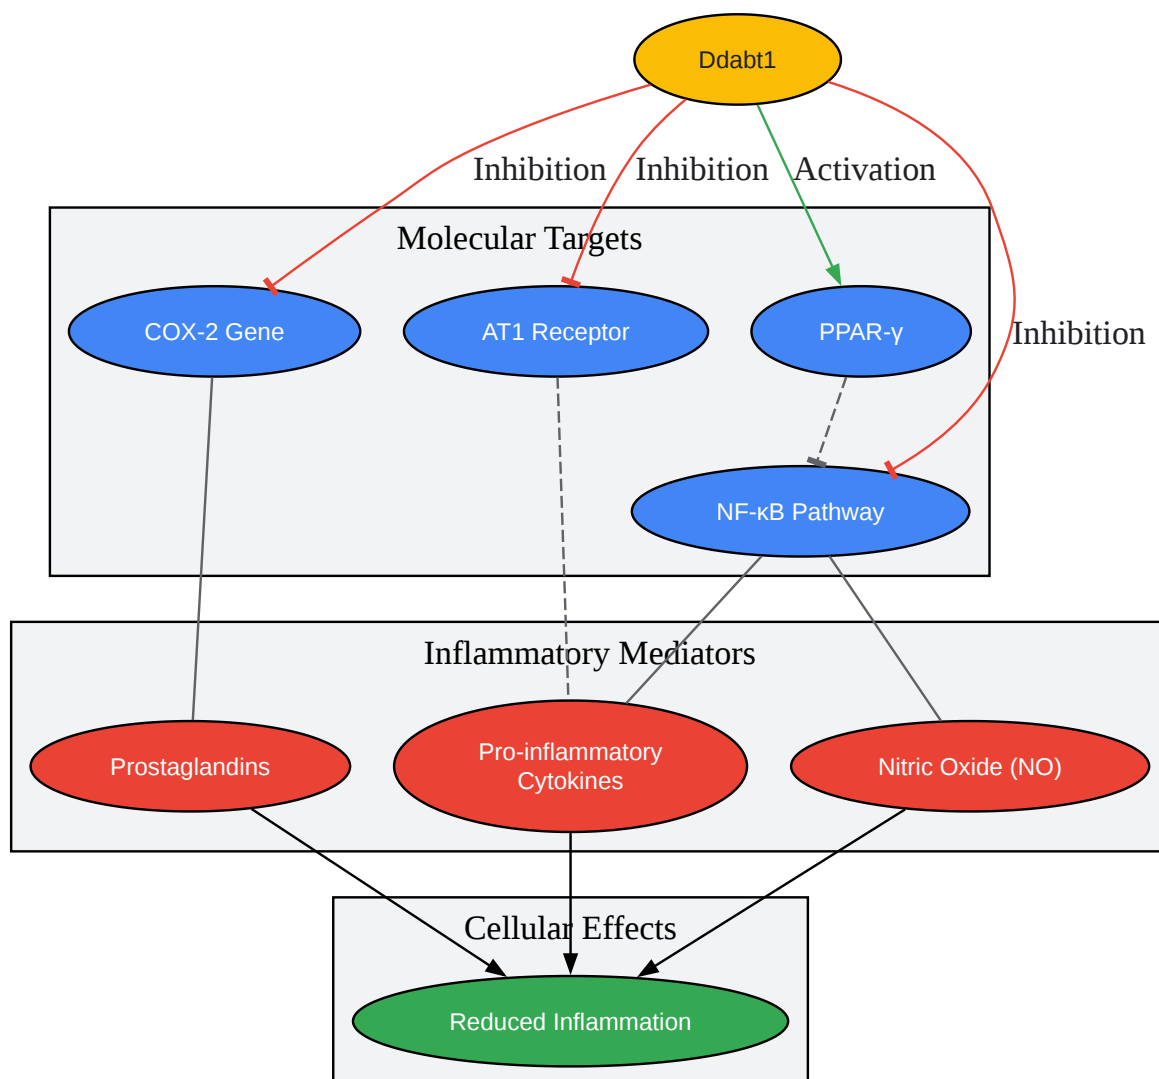 Ddabt1
Inhibition
Inhibition
Activation
Molecular Targets
COX-2 Gene
AT1 Receptor
PPAR-γ
Inhibition
NF-κB Pathway
Inflammatory Mediators
Prostaglandins
Pro-inflammatory
Cytokines
Nitric Oxide (NO)
Cellular Effects
Reduced Inflammation